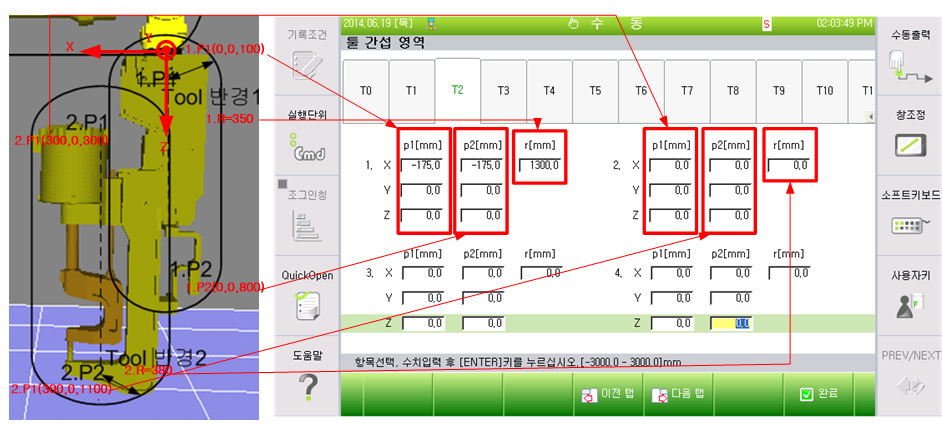 X
Y
Z
1.P1
1.P1(0,0,100)
Tool 반경1
1.R=350
2.P1
2.P1(300,0,300)
1.P2
1.P2(0,0,800)
Tool 반경2
2.R=380
2.P2
2.P1(300,0,1100)
기록조건
실행단위
Cmd
조그인칭
QuickOpen
도움말
?
2014.06.19 [목] 수 동 S 02:03:49 PM
툴 간섭 영역
T0 T1 T2 T3 T4 T5 T6 T7 T8 T9 T10 T1
p1[mm] p2[mm] r[mm] p1[mm] p2[mm] r[mm]
1. X -175.0 -175.0 1300.0 2. X 0.0 0.0 0.0
Y 0.0 0.0 Y 0.0 0.0
Z 0.0 0.0 Z 0.0 0.0
p1[mm] p2[mm] r[mm] p1[mm] p2[mm] r[mm]
3. X 0.0 0.0 0.0 4. X 0.0 0.0 0.0
Y 0.0 0.0 Y 0.0 0.0
Z 0.0 0.0 Z 0.0 0.0
항목선택, 수치입력 후 [ENTER]키를 누르십시오.[-3000.0 - 3000.0]mm
이전 탭 다음 탭 완료
수동출력
창조정
소프트키보드
사용자키
PREV/NEXT